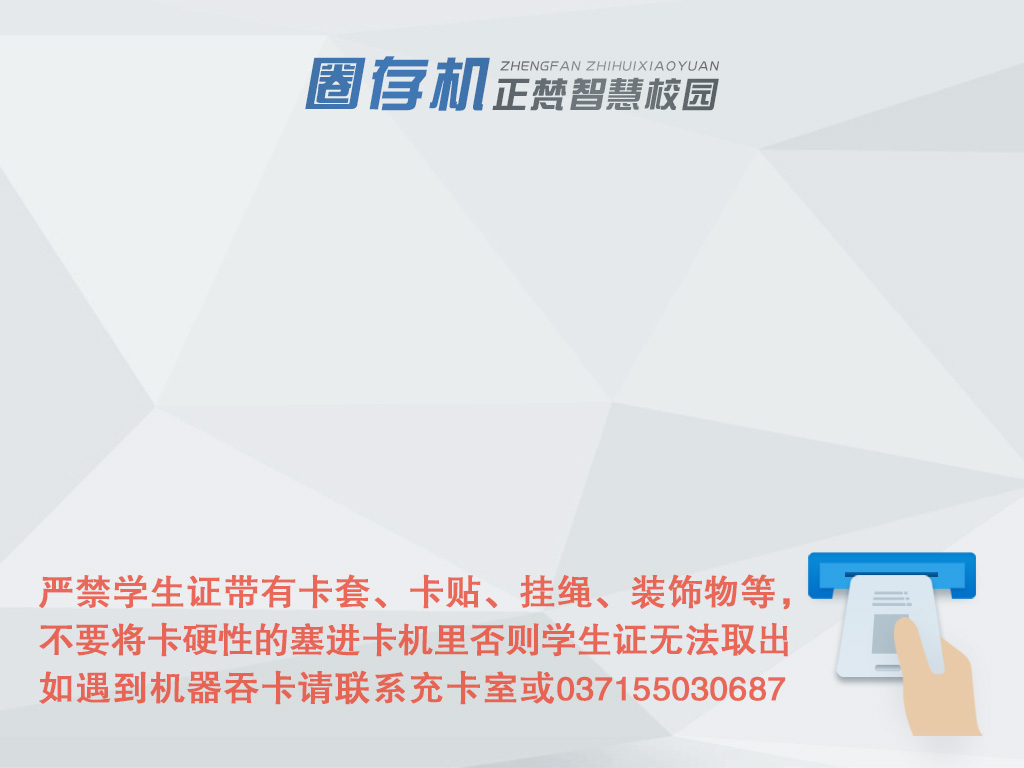 圈存机
ZHENGFAN ZHIHUIXIAOYUAN
正梵智慧校园
严禁学生证带有卡套、卡贴、挂绳、装饰物等，
不要将卡硬性的塞进卡机里否则学生证无法取出
如遇到机器吞卡请联系充卡室或037155030687